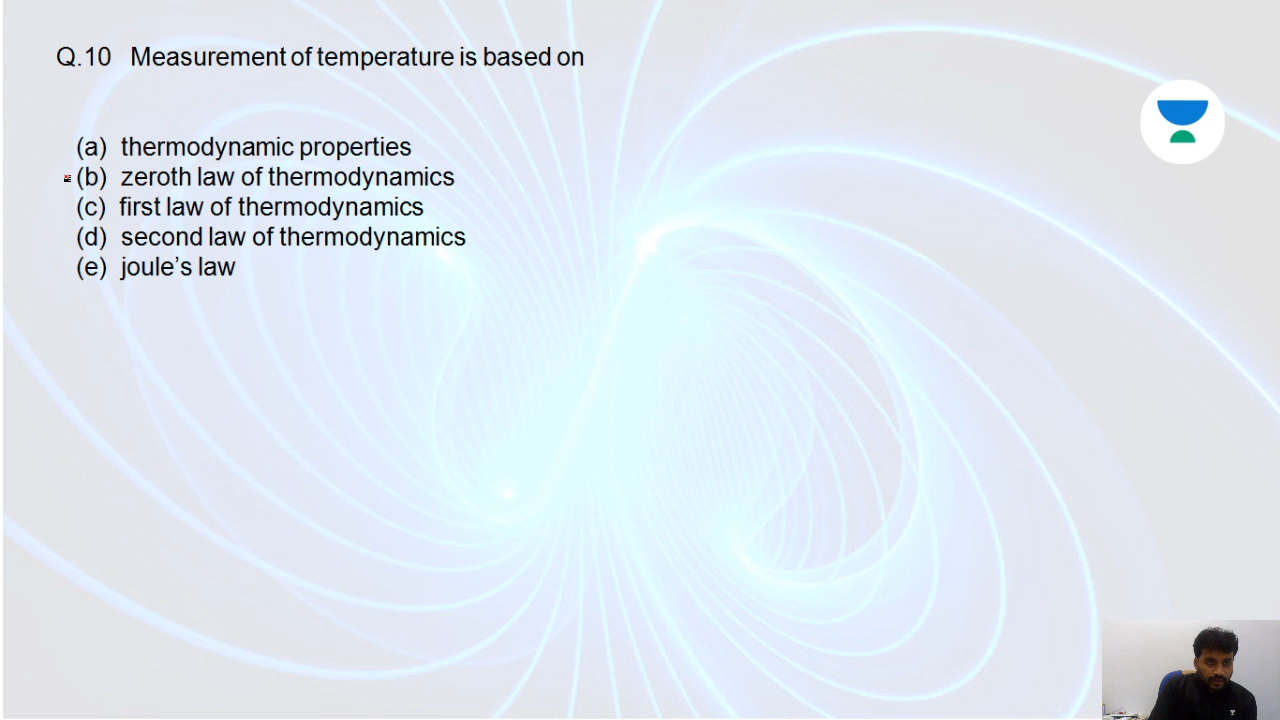 Q.10 Measurement of temperature is based on
(a) thermodynamic properties
(b) zeroth law of thermodynamics
(c) first law of thermodynamics
(d) second law of thermodynamics
(e) joule’s law